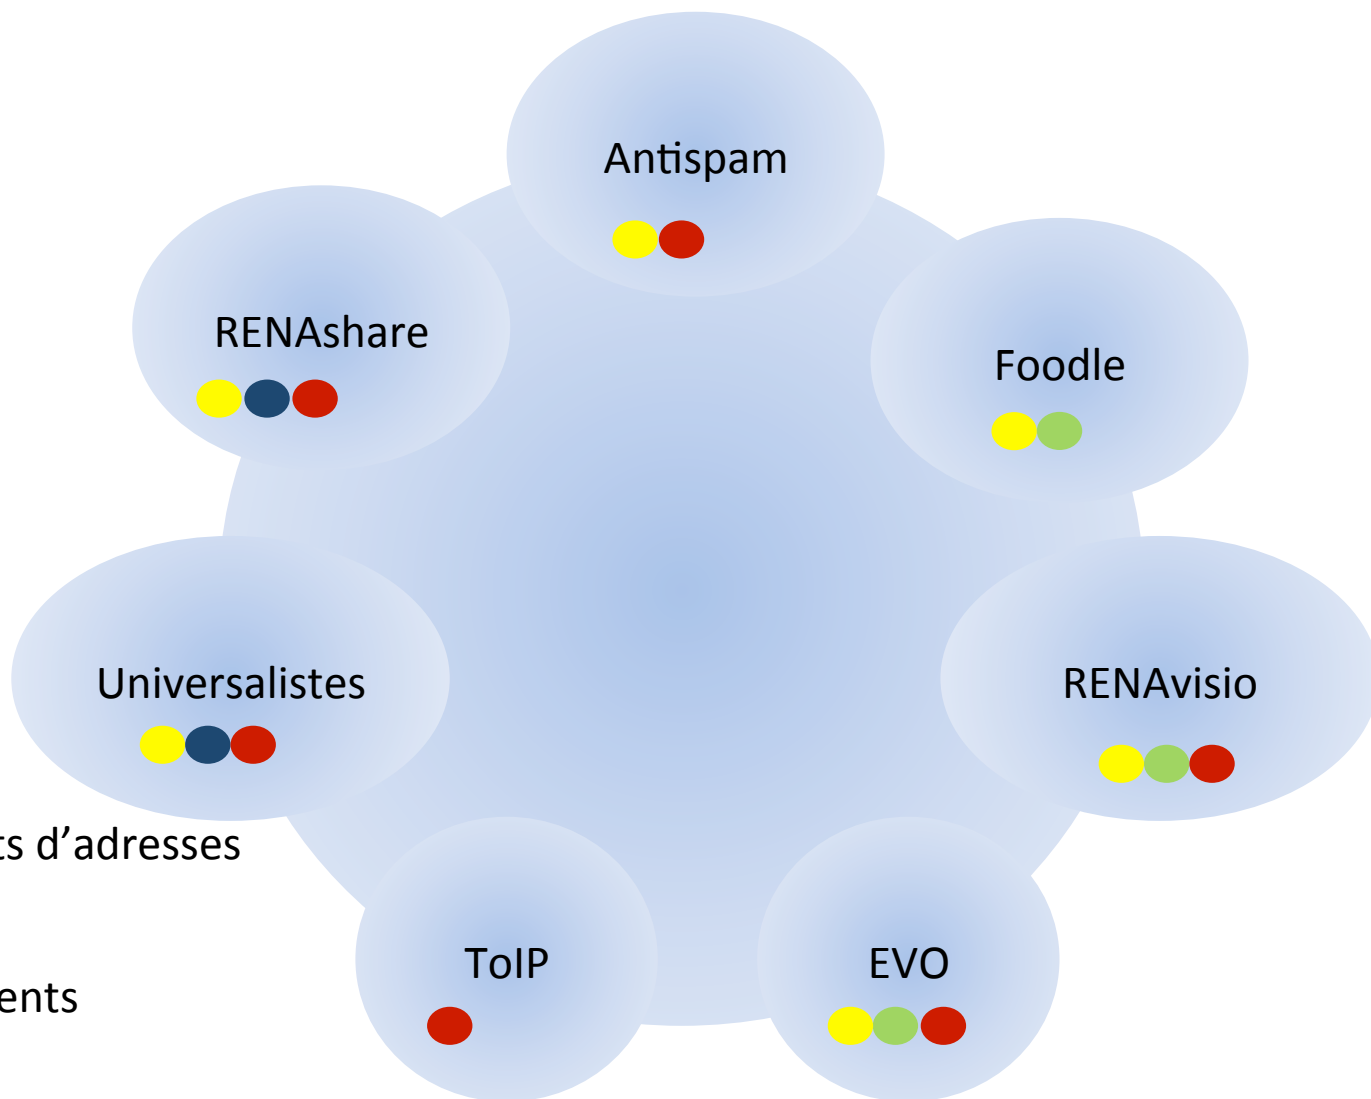 Antispam
RENAshare
Foodle
Universalistes
RENAvisio
ts d’adresses
ToIP
EVO
ents